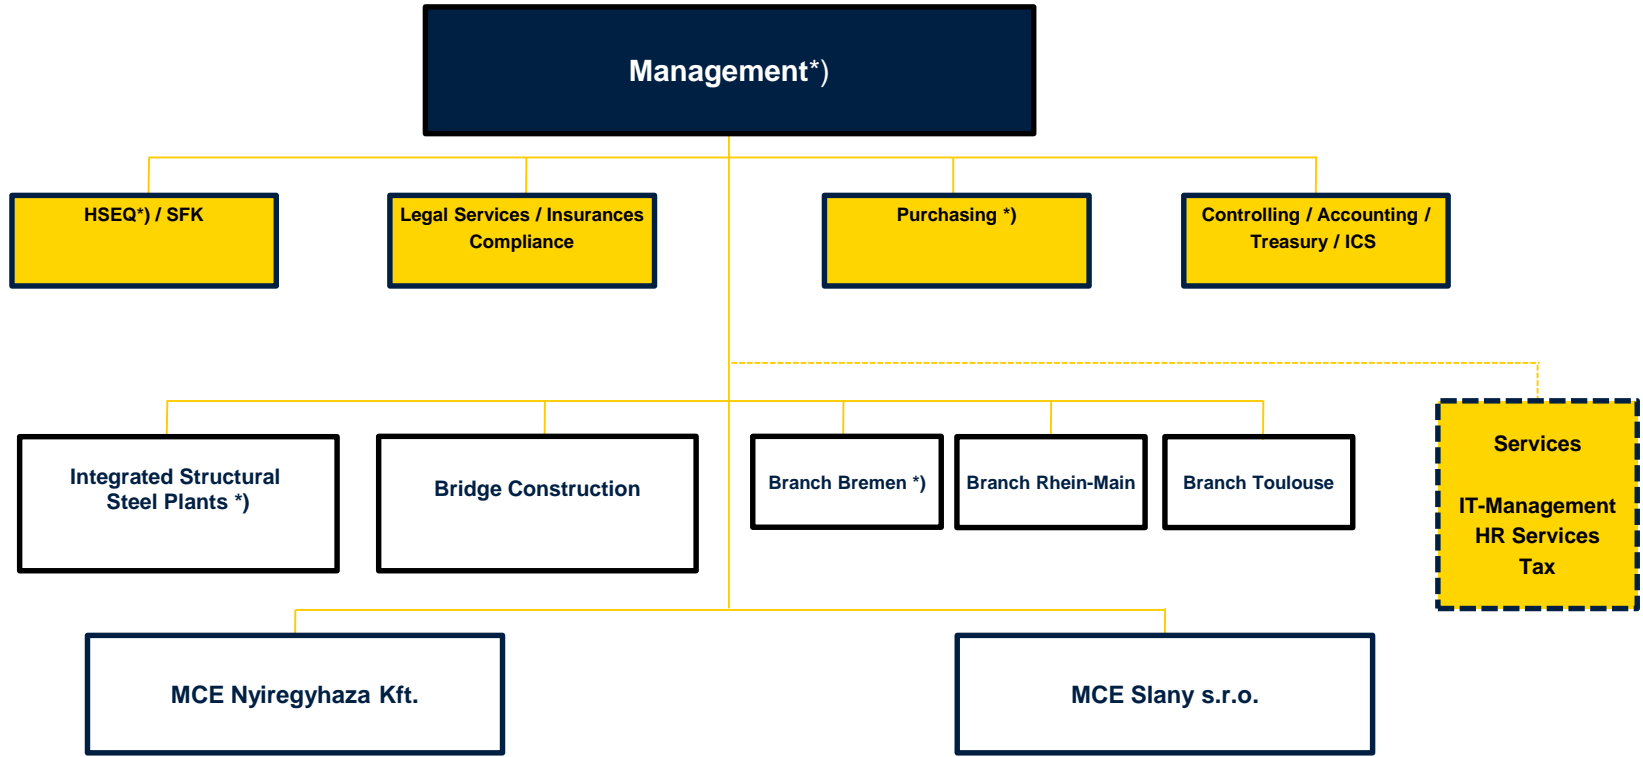 Management*)
HSEQ*) / SFK
Legal Services / Insurances
Compliance
Purchasing *)
Controlling / Accounting /
Treasury / ICS
Integrated Structural
Steel Plants *)
Bridge Construction
Branch Bremen *)
Branch Rhein-Main
Branch Toulouse
Services
IT-Management
HR Services
Tax
MCE Nyiregyhaza Kft.
MCE Slany s.r.o.